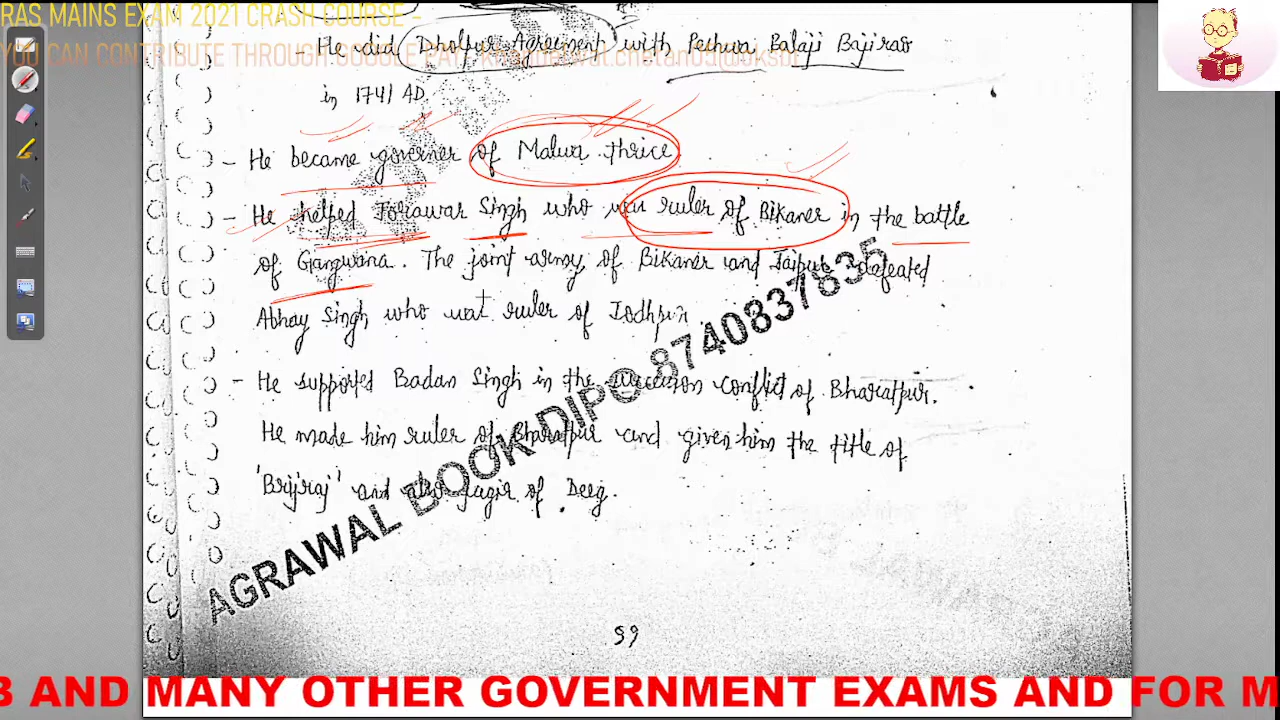 RAS MAINS EXAM 2021 CRASH COURSE -
YOU CAN CONTRIBUTE THROUGH GOOGLE PAY
- He did Dholpur Agreement with Peshwa Balaji Bajirao
in 1741 AD
- He became governer of Malwa thrice
- He helped Jorawar Singh who was ruler of Bikaner in the battle
of Gangwana. The joint army of Bikaner and Jaipur defeated
Abhay Singh who was ruler of Jodhpur
- He supported Badan Singh in the succession conflict of Bharatpur.
He made him ruler of Bharatpur and given him the title of
'Brijraj' and also jagir of Deeg.
AGRAWAL BOOK DIPO 8740837835
59
B AND MANY OTHER GOVERNMENT EXAMS AND FOR M